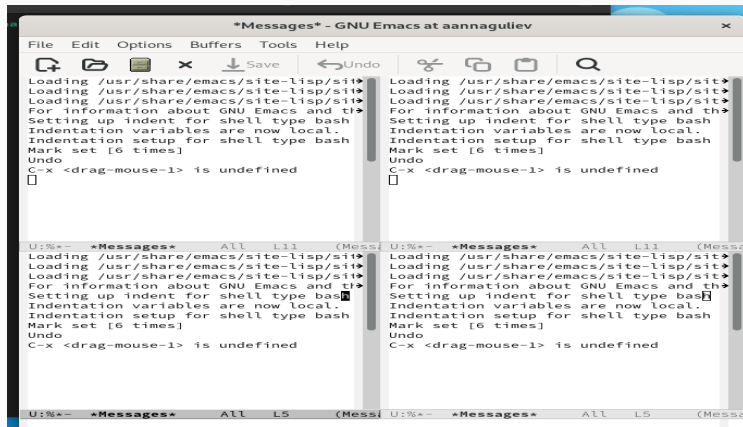 *Messages* - GNU Emacs at aannaguliev
File Edit Options Buffers Tools Help
Save Undo
Loading /usr/share/emacs/site-lisp/sit
Loading /usr/share/emacs/site-lisp/sit
Loading /usr/share/emacs/site-lisp/sit
For information about GNU Emacs and th
Setting up indent for shell type bash
Indentation variables are now local.
Indentation setup for shell type bash
Mark set [6 times]
Undo
C-x <drag-mouse-1> is undefined
U:%*- *Messages* All L11 (Messa
Loading /usr/share/emacs/site-lisp/sit
Loading /usr/share/emacs/site-lisp/sit
Loading /usr/share/emacs/site-lisp/sit
For information about GNU Emacs and th
Setting up indent for shell type bash
Indentation variables are now local.
Indentation setup for shell type bash
Mark set [6 times]
Undo
C-x <drag-mouse-1> is undefined
U:%*- *Messages* All L11 (Messa
Loading /usr/share/emacs/site-lisp/sit
Loading /usr/share/emacs/site-lisp/sit
Loading /usr/share/emacs/site-lisp/sit
For information about GNU Emacs and th
Setting up indent for shell type bash
Indentation variables are now local.
Indentation setup for shell type bash
Mark set [6 times]
Undo
C-x <drag-mouse-1> is undefined
U:%*- *Messages* All L5 (Messa
Loading /usr/share/emacs/site-lisp/sit
Loading /usr/share/emacs/site-lisp/sit
Loading /usr/share/emacs/site-lisp/sit
For information about GNU Emacs and th
Setting up indent for shell type bash
Indentation variables are now local.
Indentation setup for shell type bash
Mark set [6 times]
Undo
C-x <drag-mouse-1> is undefined
U:%*- *Messages* All L5 (Messa